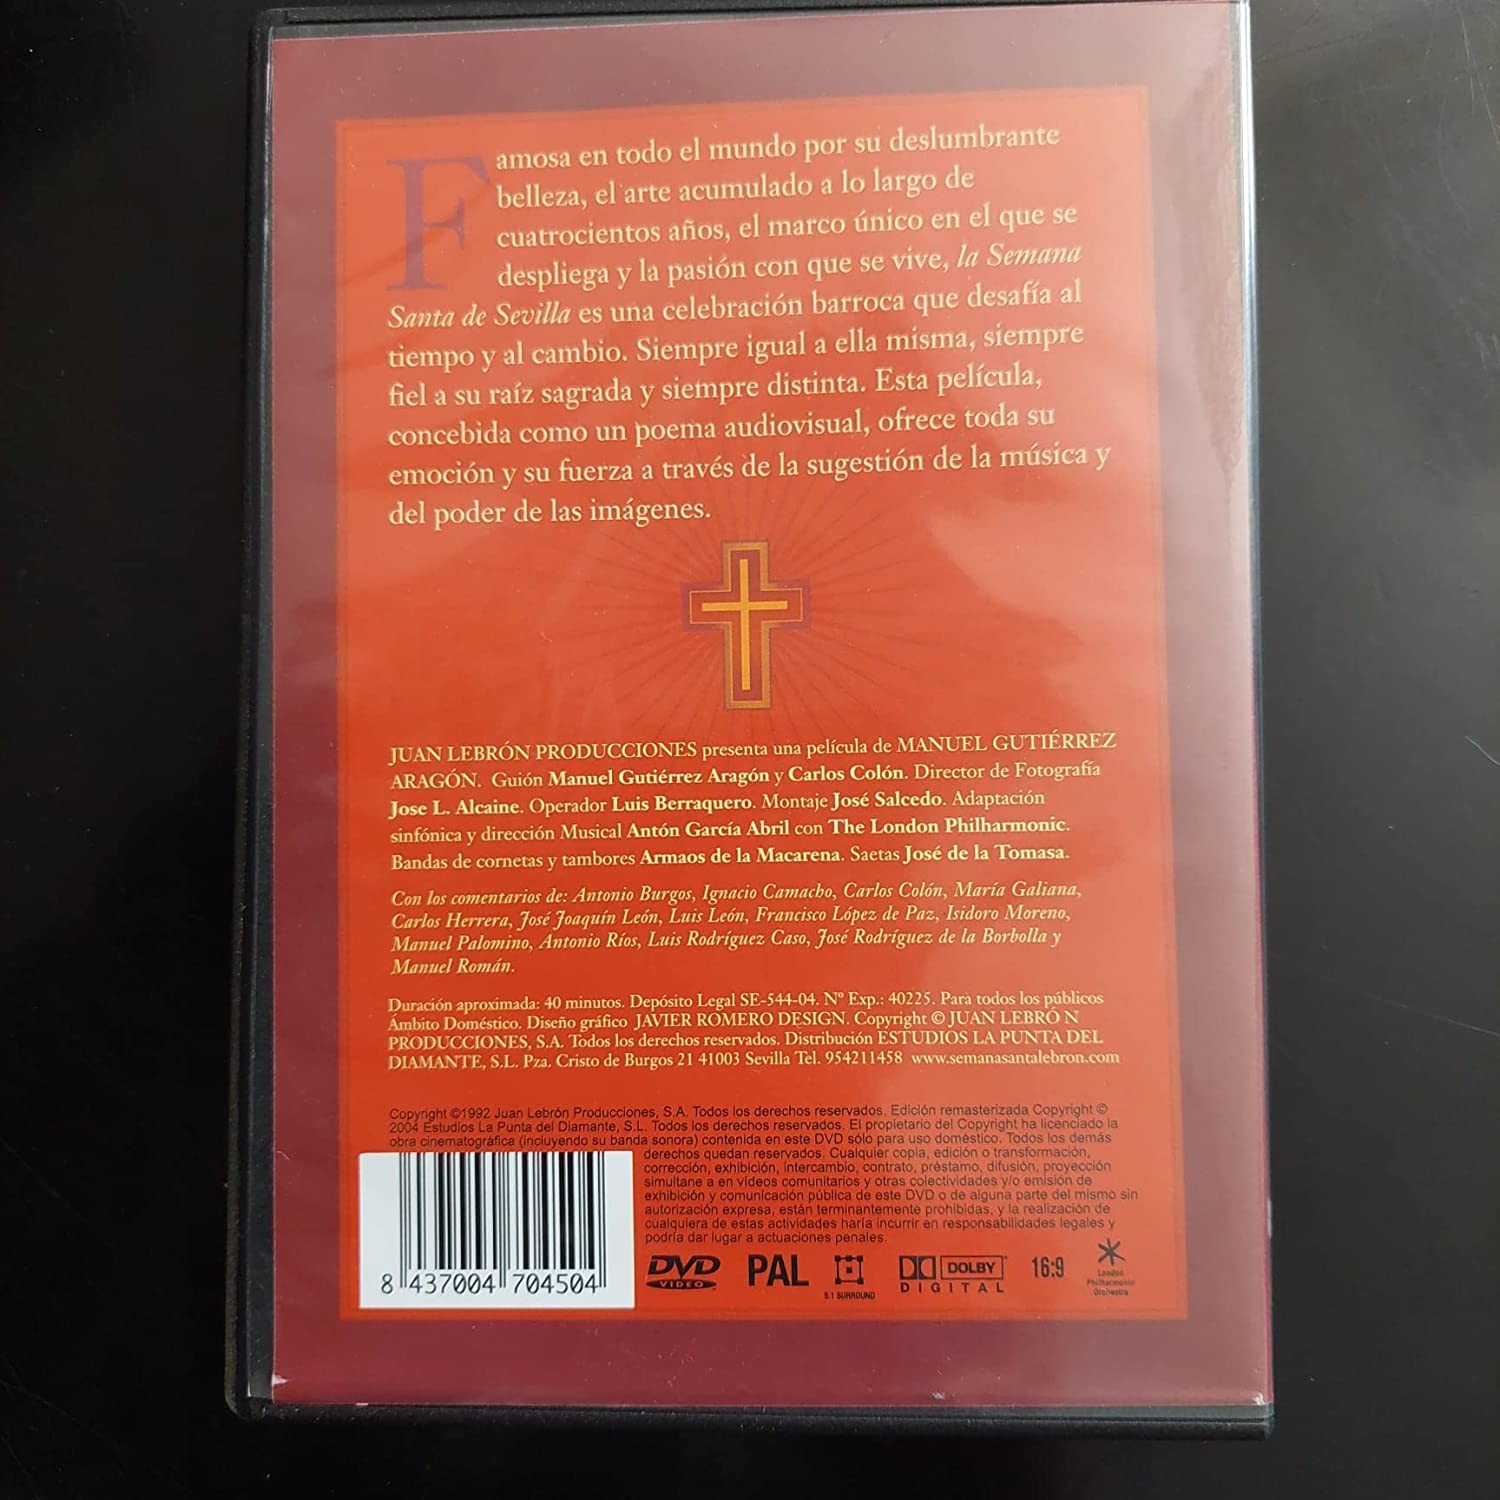 Famosa en todo el mundo por su deslumbrante
belleza, el arte acumulado a lo largo de
cuatrocientos años, el marco único en el que se
despliega y la pasión con que se vive, la Semana
Santa de Sevilla es una celebración barroca que desafía al
tiempo y al cambio. Siempre igual a ella misma, siempre
fiel a su raíz sagrada y siempre distinta. Esta película,
concebida como un poema audiovisual, ofrece toda su
emoción y su fuerza a través de la sugestión de la música y
del poder de las imágenes.
JUAN LEBRÓN PRODUCCIONES presenta una película de MANUEL GUTIÉRREZ
ARAGÓN. Guión Manuel Gutiérrez Aragón y Carlos Colón. Director de Fotografía
Jose L. Alcaine. Operador Luis Berraquero. Montaje José Salcedo. Adaptación
sinfónica y dirección Musical Antón García Abril con The London Philharmonic.
Bandas de cornetas y tambores Armaos de la Macarena. Saetas José de la Tomasa.
Con los comentarios de: Antonio Burgos, Ignacio Camacho, Carlos Colón, María Galiana,
Carlos Herrera, José Joaquín León, Luis León, Francisco López de Paz, Isidoro Moreno,
Manuel Palomino, Antonio Ríos, Luis Rodríguez Caso, José Rodríguez de la Borbolla y
Manuel Román.
Duración aproximada: 40 minutos. Depósito Legal SE-544-04. Nº Exp.: 40225. Para todos los públicos
Ámbito Doméstico. Diseño gráfico JAVIER ROMERO DESIGN. Copyright © JUAN LEBRÓ N
PRODUCCIONES, S.A. Todos los derechos reservados. Distribución ESTUDIOS LA PUNTA DEL
DIAMANTE, S.L. Pza. Cristo de Burgos 21 41003 Sevilla Tel. 954211458 www.semanasantalebron.com
Copyright ©1992 Juan Lebrón Producciones, S.A. Todos los derechos reservados. Edición remasterizada Copyright ©
2004 Estudios La Punta del Diamante, S.L. Todos los derechos reservados. El propietario del Copyright ha licenciado la
obra cinematográfica (incluyendo su banda sonora) contenida en este DVD sólo para uso doméstico. Todos los demás
derechos quedan reservados. Cualquier copia, edición o transformación,
corrección, exhibición, intercambio, contrato, préstamo, difusión, proyección
simultane a en vídeos comunitarios y otras colectividades y/o emisión de
exhibición y comunicación pública de este DVD o de alguna parte del mismo sin
autorización expresa, están terminantemente prohibidas, y la realización de
cualquiera de estas actividades haría incurrir en responsabilidades legales y
podría dar lugar a actuaciones penales.
8 437004 704504
DVD VIDEO
PAL
5.1 SURROUND
DOLBY DIGITAL
16:9
London
Philharmonic
Orchestra